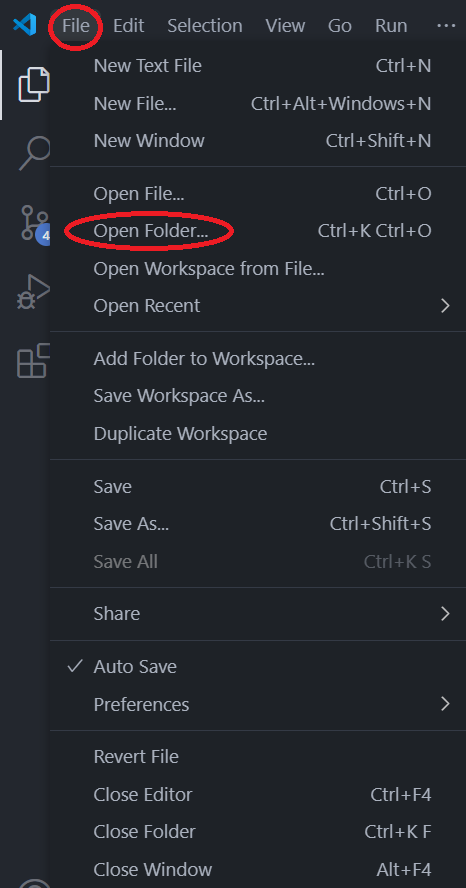 File Edit Selection View Go Run ···
New Text File Ctrl+N
New File... Ctrl+Alt+Windows+N
New Window Ctrl+Shift+N
Open File... Ctrl+O
Open Folder... Ctrl+K Ctrl+O
Open Workspace from File...
Open Recent
Add Folder to Workspace...
Save Workspace As...
Duplicate Workspace
Save Ctrl+S
Save As... Ctrl+Shift+S
Save All Ctrl+K S
Share
Auto Save
Preferences
Revert File
Close Editor Ctrl+F4
Close Folder Ctrl+K F
Close Window Alt+F4
4